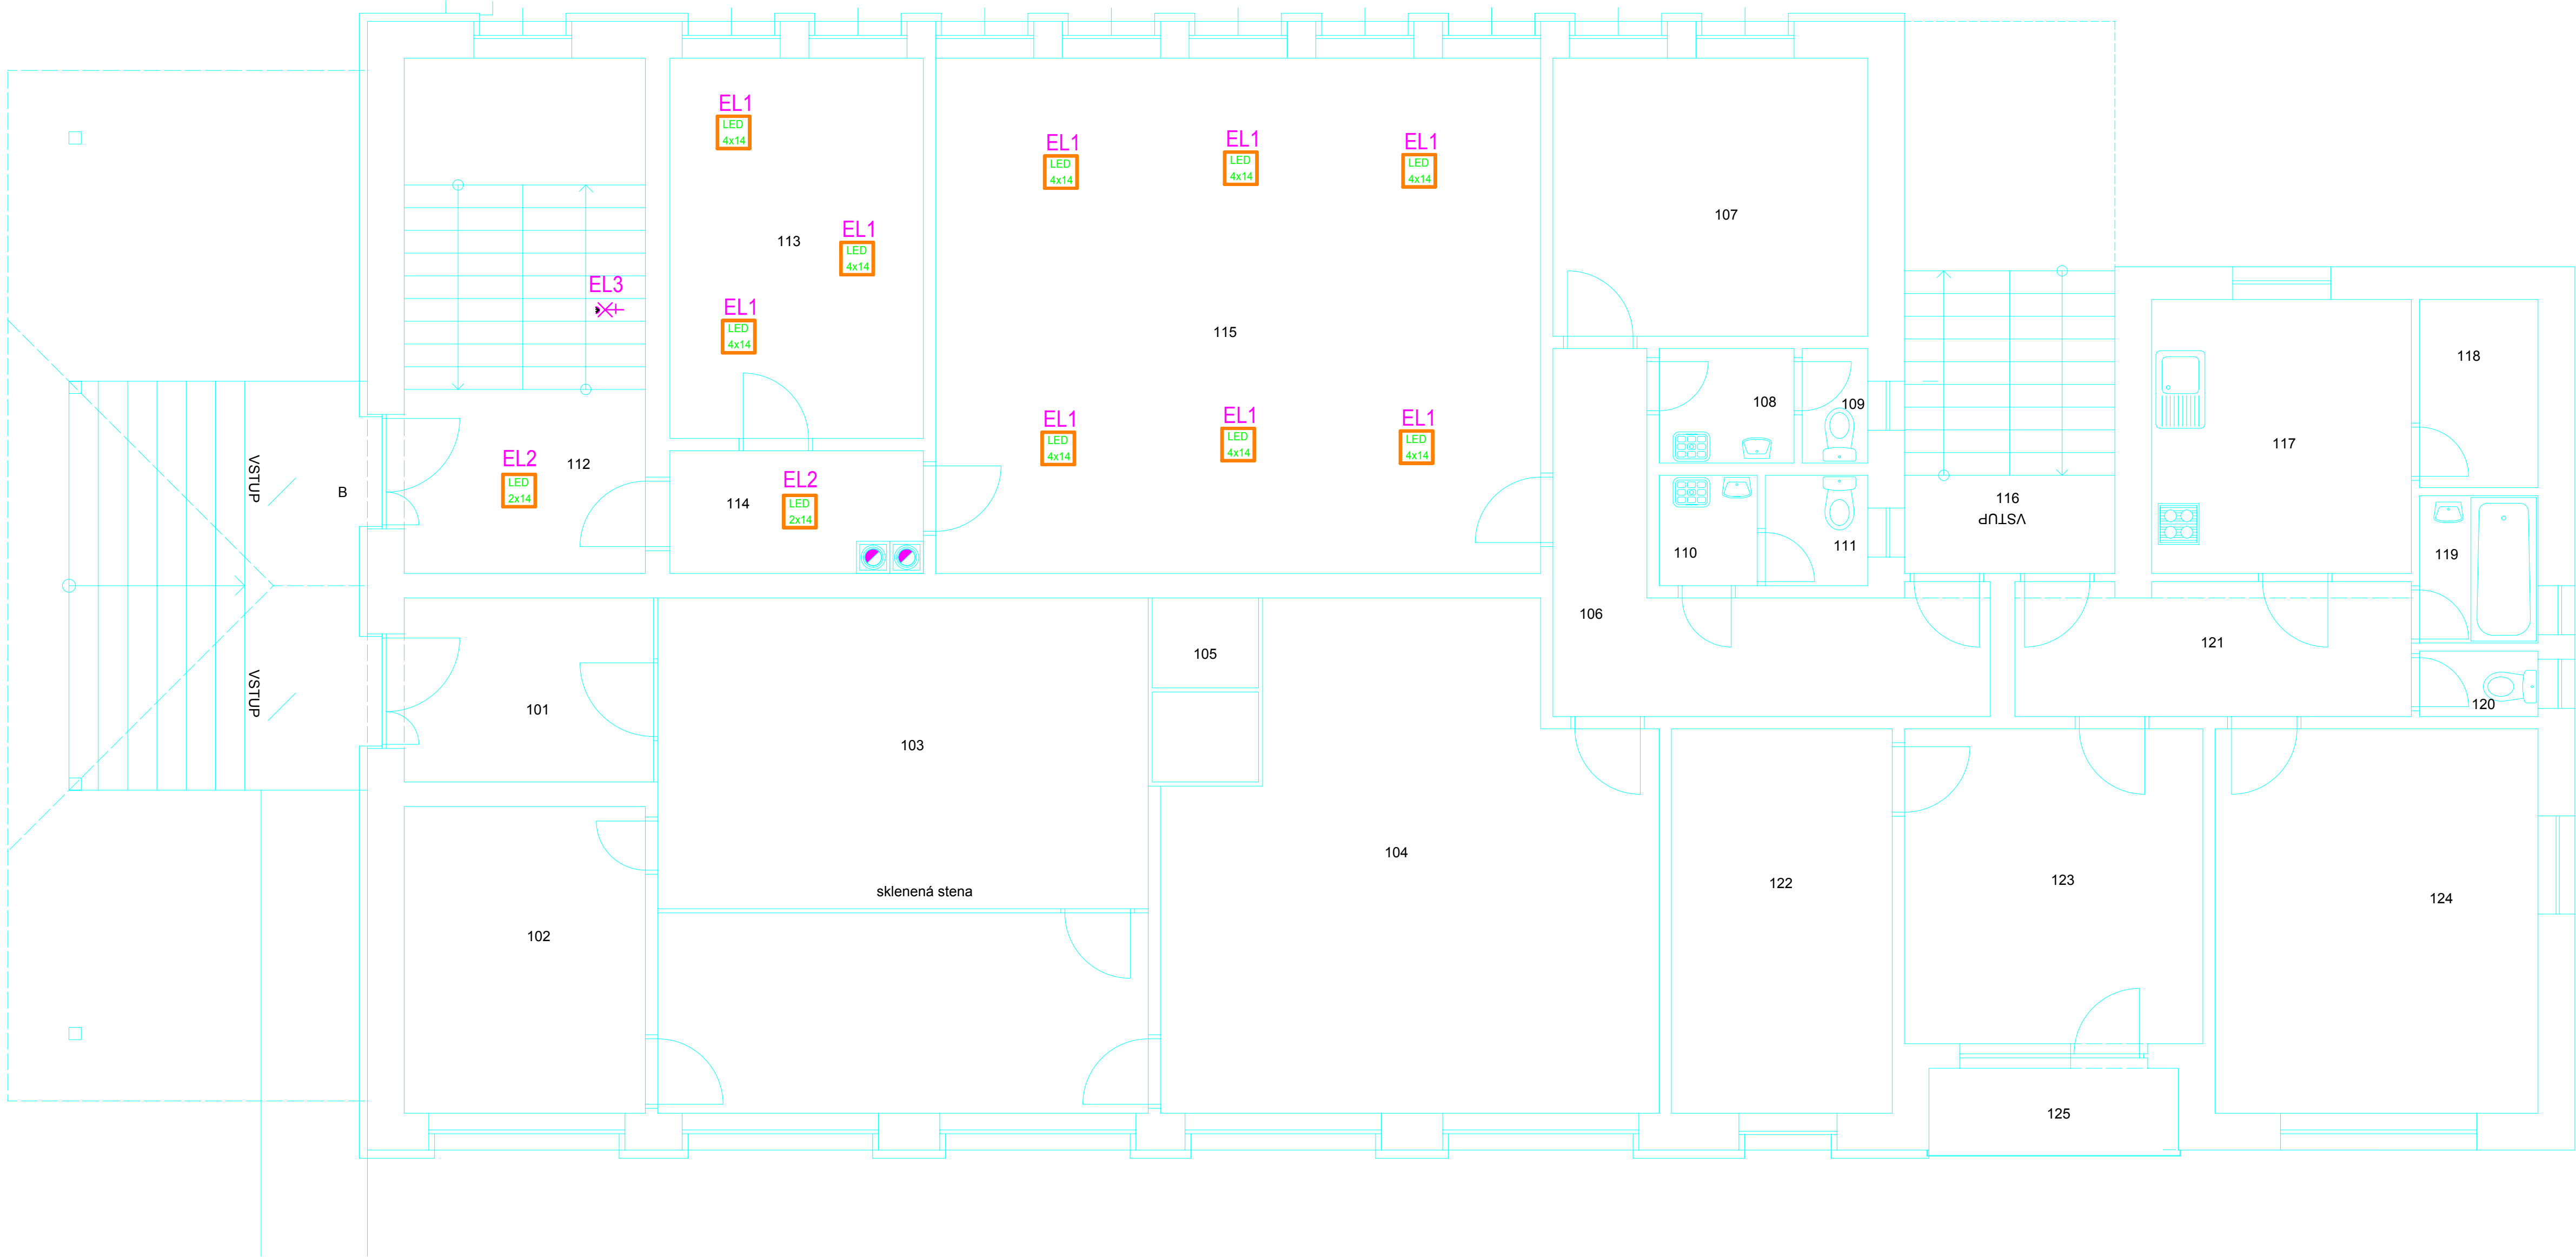 EL1
LED
4x14
EL1
LED
4x14
EL1
LED
4x14
EL1
LED
4x14
107
EL1
LED
4x14
113
EL3
EL1
LED
4x14
115
118
108
109
EL1
LED
4x14
EL1
LED
4x14
EL1
LED
4x14
117
VSTUP
B
EL2
LED
2x14
112
114
EL2
LED
2x14
116
VSTUP
110
111
119
106
121
105
VSTUP
101
120
103
104
122
123
124
sklenená stena
102
125